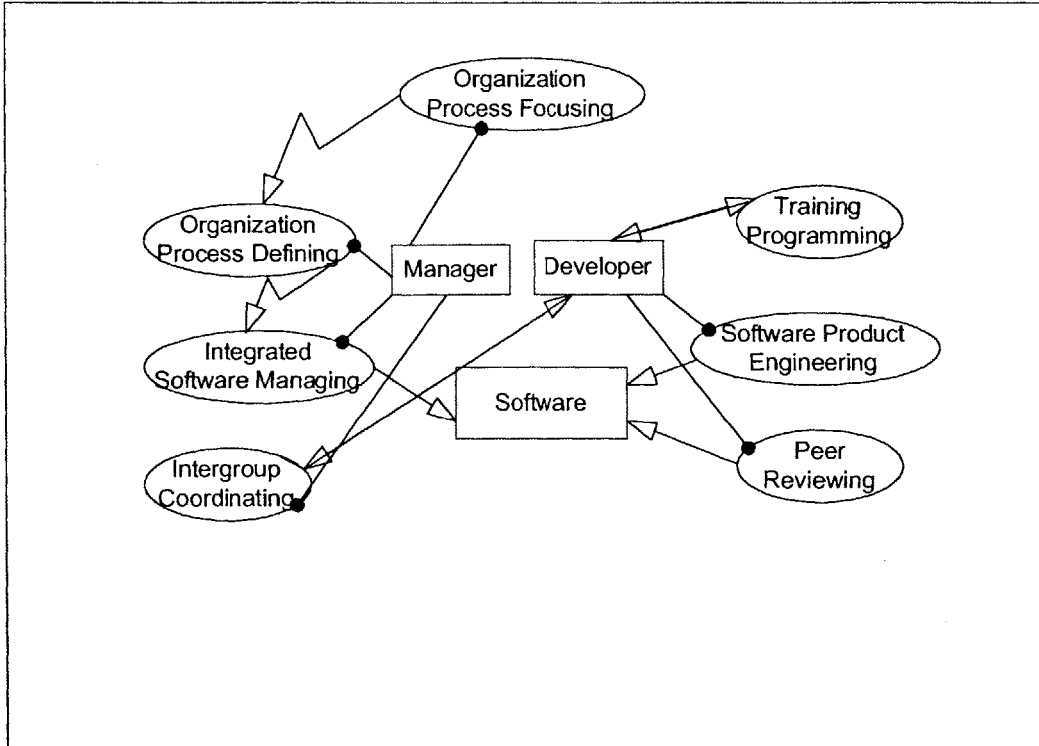 Organization
Process Focusing
Training
Programming
Organization
Process Defining
Manager
Developer
Software Product
Engineering
Integrated
Software Managing
Software
Peer
Reviewing
Intergroup
Coordinating